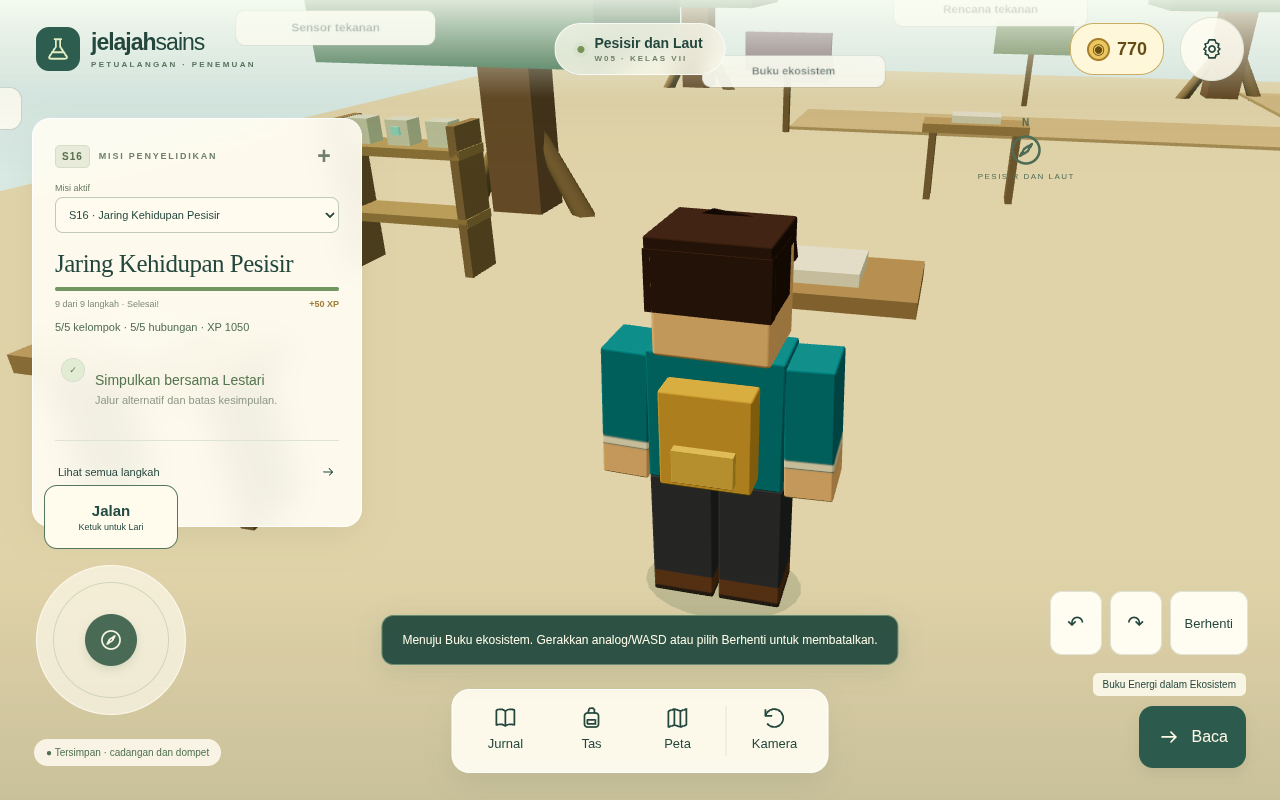 jelajahsains
PETUALANGAN · PENEMUAN
Sensor tekanan
Pesisir dan Laut
W05 · KELAS VII
Buku ekosistem
Rencana tekanan
770
N
PESISIR DAN LAUT
S16
MISI PENYELIDIKAN
+
Misi aktif
S16 · Jaring Kehidupan Pesisir
Jaring Kehidupan Pesisir
9 dari 9 langkah · Selesai!
+50 XP
5/5 kelompok · 5/5 hubungan · XP 1050
✓
Simpulkan bersama Lestari
Jalur alternatif dan batas kesimpulan.
Lihat semua langkah
Jalan
Ketuk untuk Lari
Menuju Buku ekosistem. Gerakkan analog/WASD atau pilih Berhenti untuk membatalkan.
Berhenti
Buku Energi dalam Ekosistem
Baca
Jurnal
Tas
Peta
Kamera
● Tersimpan · cadangan dan dompet